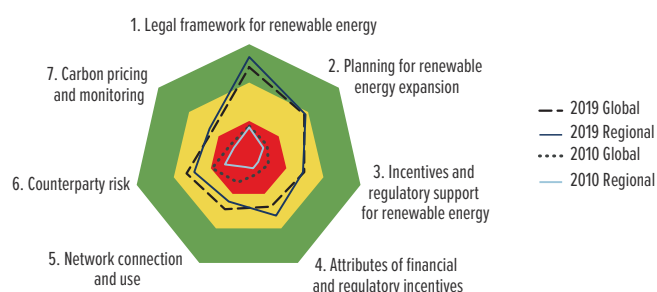 1. Legal framework for renewable energy
2. Planning for renewable
energy expansion
3. Incentives and
regulatory support
for renewable energy
4. Attributes of financial
and regulatory incentives
5. Network connection
and use
6. Counterparty risk
7. Carbon pricing
and monitoring
2019 Global
2019 Regional
2010 Global
2010 Regional